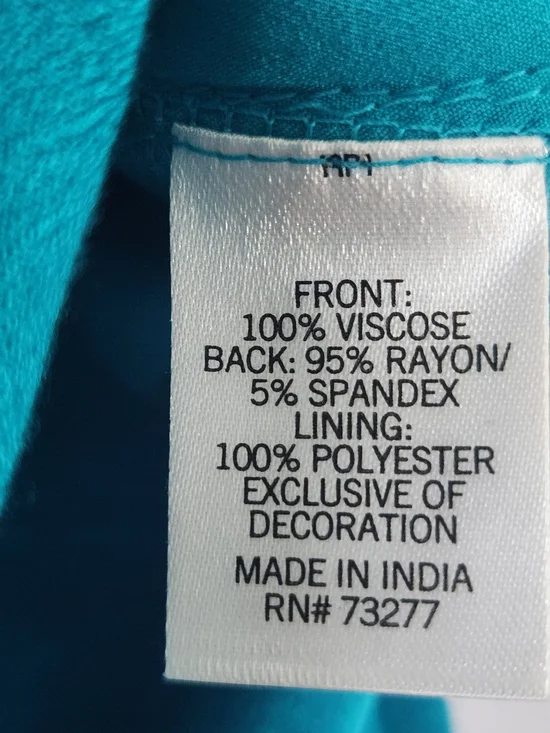 FRONT:
100% VISCOSE
BACK: 95% RAYON/
5% SPANDEX
LINING:
100% POLYESTER
EXCLUSIVE OF
DECORATION
MADE IN INDIA
RN# 73277